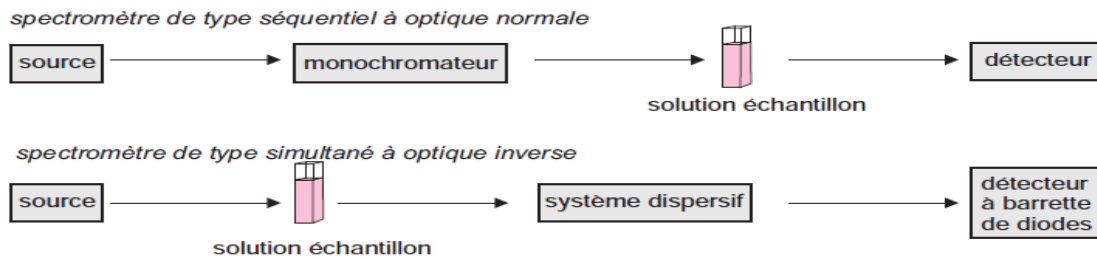 spectromètre de type séquentiel à optique normale
source
monochromateur
détecteur
solution échantillon
spectromètre de type simultané à optique inverse
source
système dispersif
détecteur
à barrette
de diodes
solution échantillon